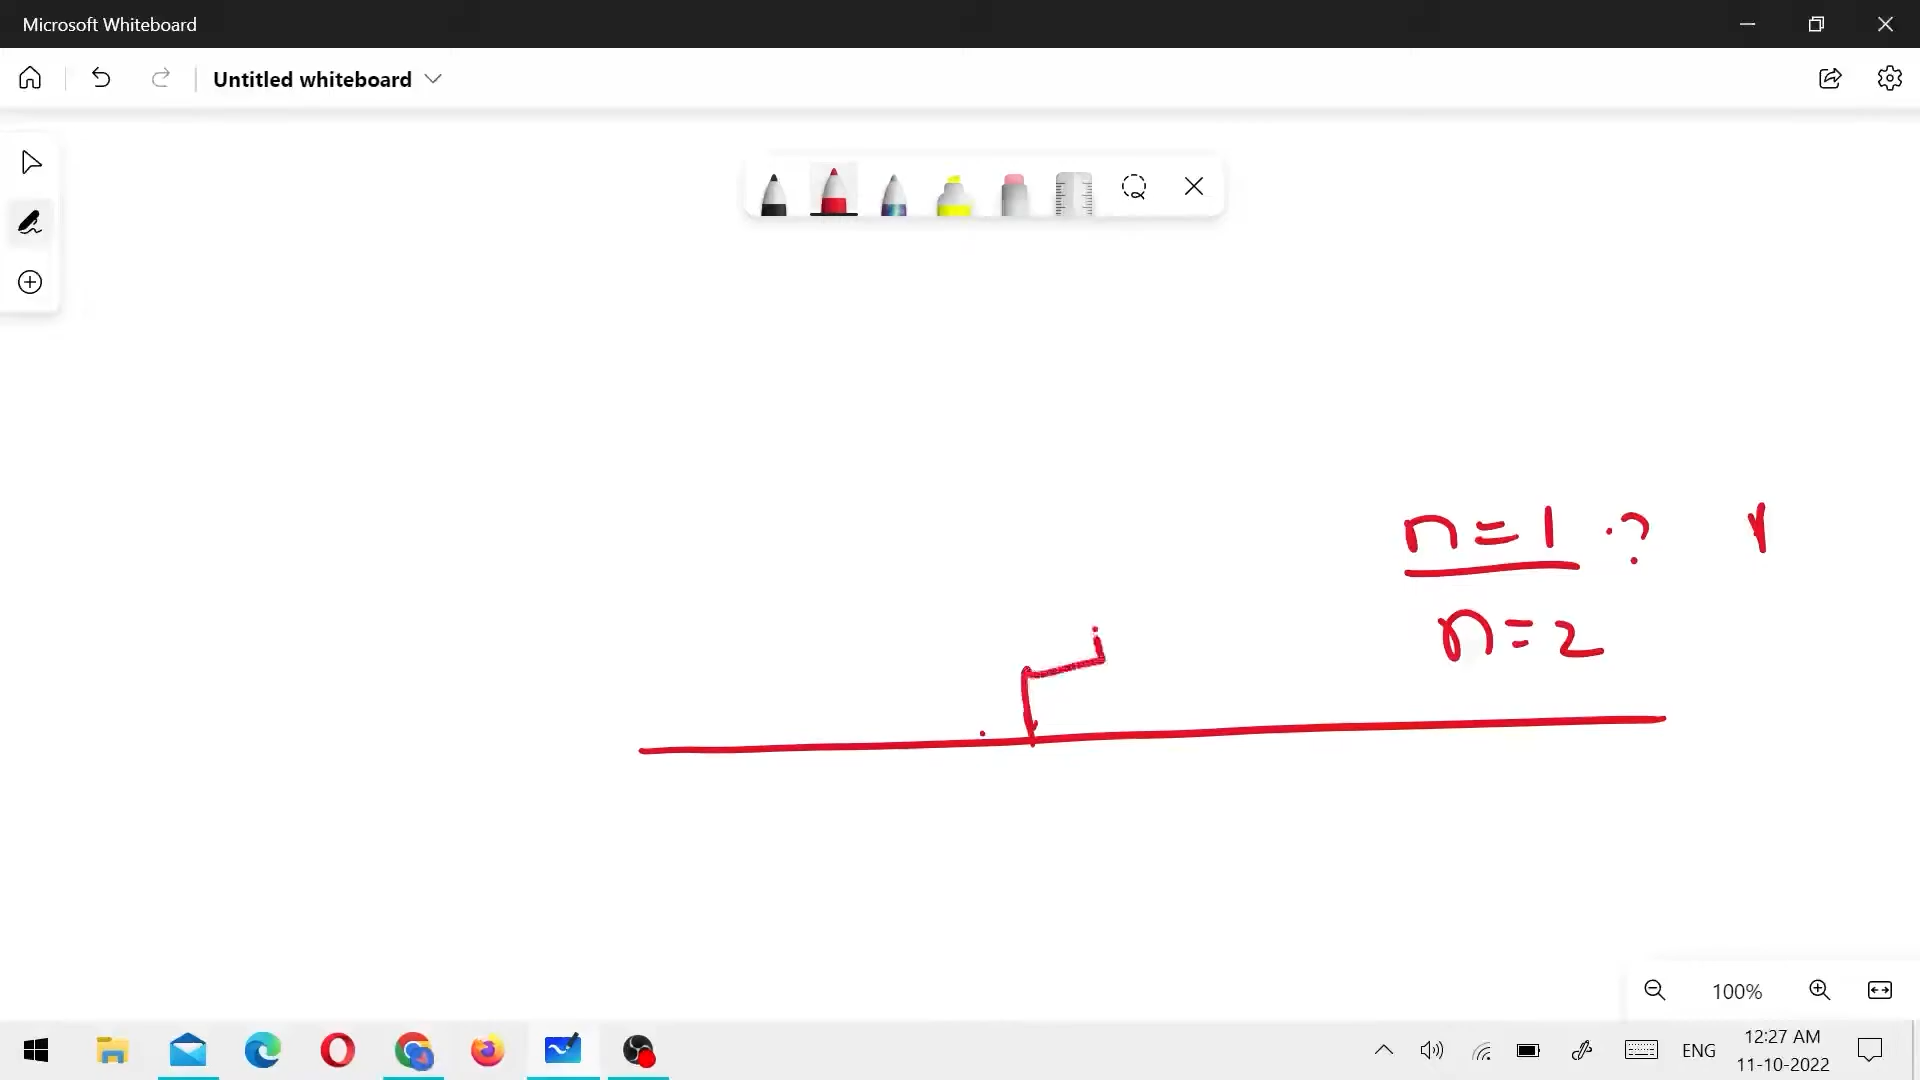 Microsoft Whiteboard
Untitled whiteboard
n=1 ?
n=2
100%
ENG
12:27 AM
11-10-2022